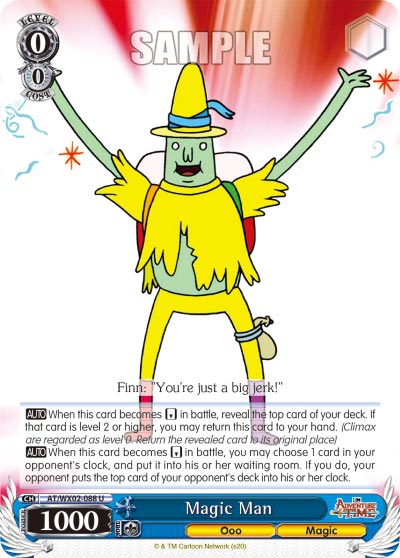 LEVEL
0
0
COST
SAMPLE
Finn: "You're just a big jerk!"
AUTO When this card becomes in battle, reveal the top card of your deck. If
that card is level 2 or higher, you may return this card to your hand. (Climax
are regarded as level 0. Return the revealed card to its original place)
AUTO When this card becomes in battle, you may choose 1 card in your
opponent's clock, and put it into his or her waiting room. If you do, your
opponent puts the top card of your opponent's deck into his or her clock.
CH AT/WX02-088 U
Magic Man
ADVENTURE TIME
POWER 1000 SOUL
Ooo
Magic
© & TM Cartoon Network (s20)